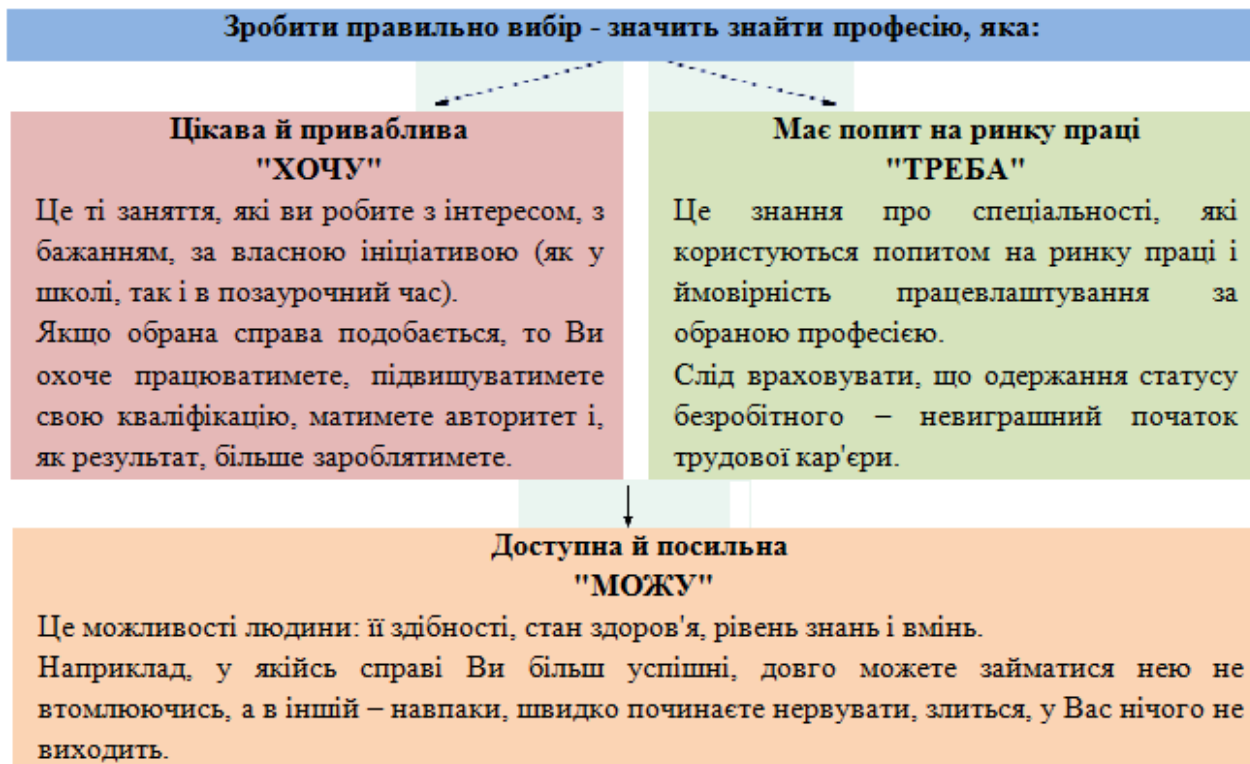 Зробити правильно вибір - значить знайти професію, яка:
Цікава й приваблива
"ХОЧУ"
Це ті заняття, які ви робите з інтересом, з
бажанням, за власною ініціативою (як у
школі, так і в позаурочний час).
Якщо обрана справа подобається, то Ви
охоче працюватимете, підвищуватимете
свою кваліфікацію, матимете авторитет і,
як результат, більше зароблятимете.
Має попит на ринку праці
"ТРЕБА"
Це знання про спеціальності, які
користуються попитом на ринку праці і
ймовірність працевлаштування за
обраною професією.
Слід враховувати, що одержання статусу
безробітного – невиграшний початок
трудової кар'єри.
Доступна й посильна
"МОЖУ"
Це можливості людини: її здібності, стан здоров'я, рівень знань і вмінь.
Наприклад, у якійсь справі Ви більш успішні, довго можете займатися нею не
втомлюючись, а в іншій – навпаки, швидко починаєте нервувати, злиться, у Вас нічого не
виходить.